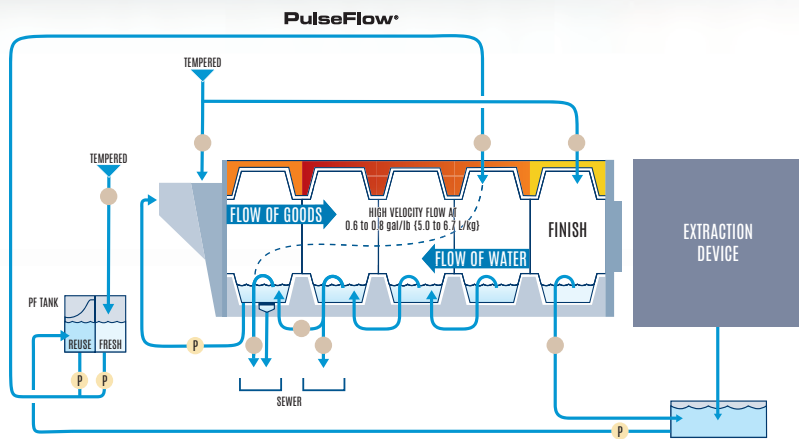 PulseFlow®
TEMPERED
TEMPERED
FLOW OF GOODS
HIGH VELOCITY FLOW AT
0.6 to 0.8 gal/lb {5.0 to 6.7 L/kg}
FINISH
FLOW OF WATER
EXTRACTION
DEVICE
PF TANK
REUSE
FRESH
P
P
P
SEWER
P